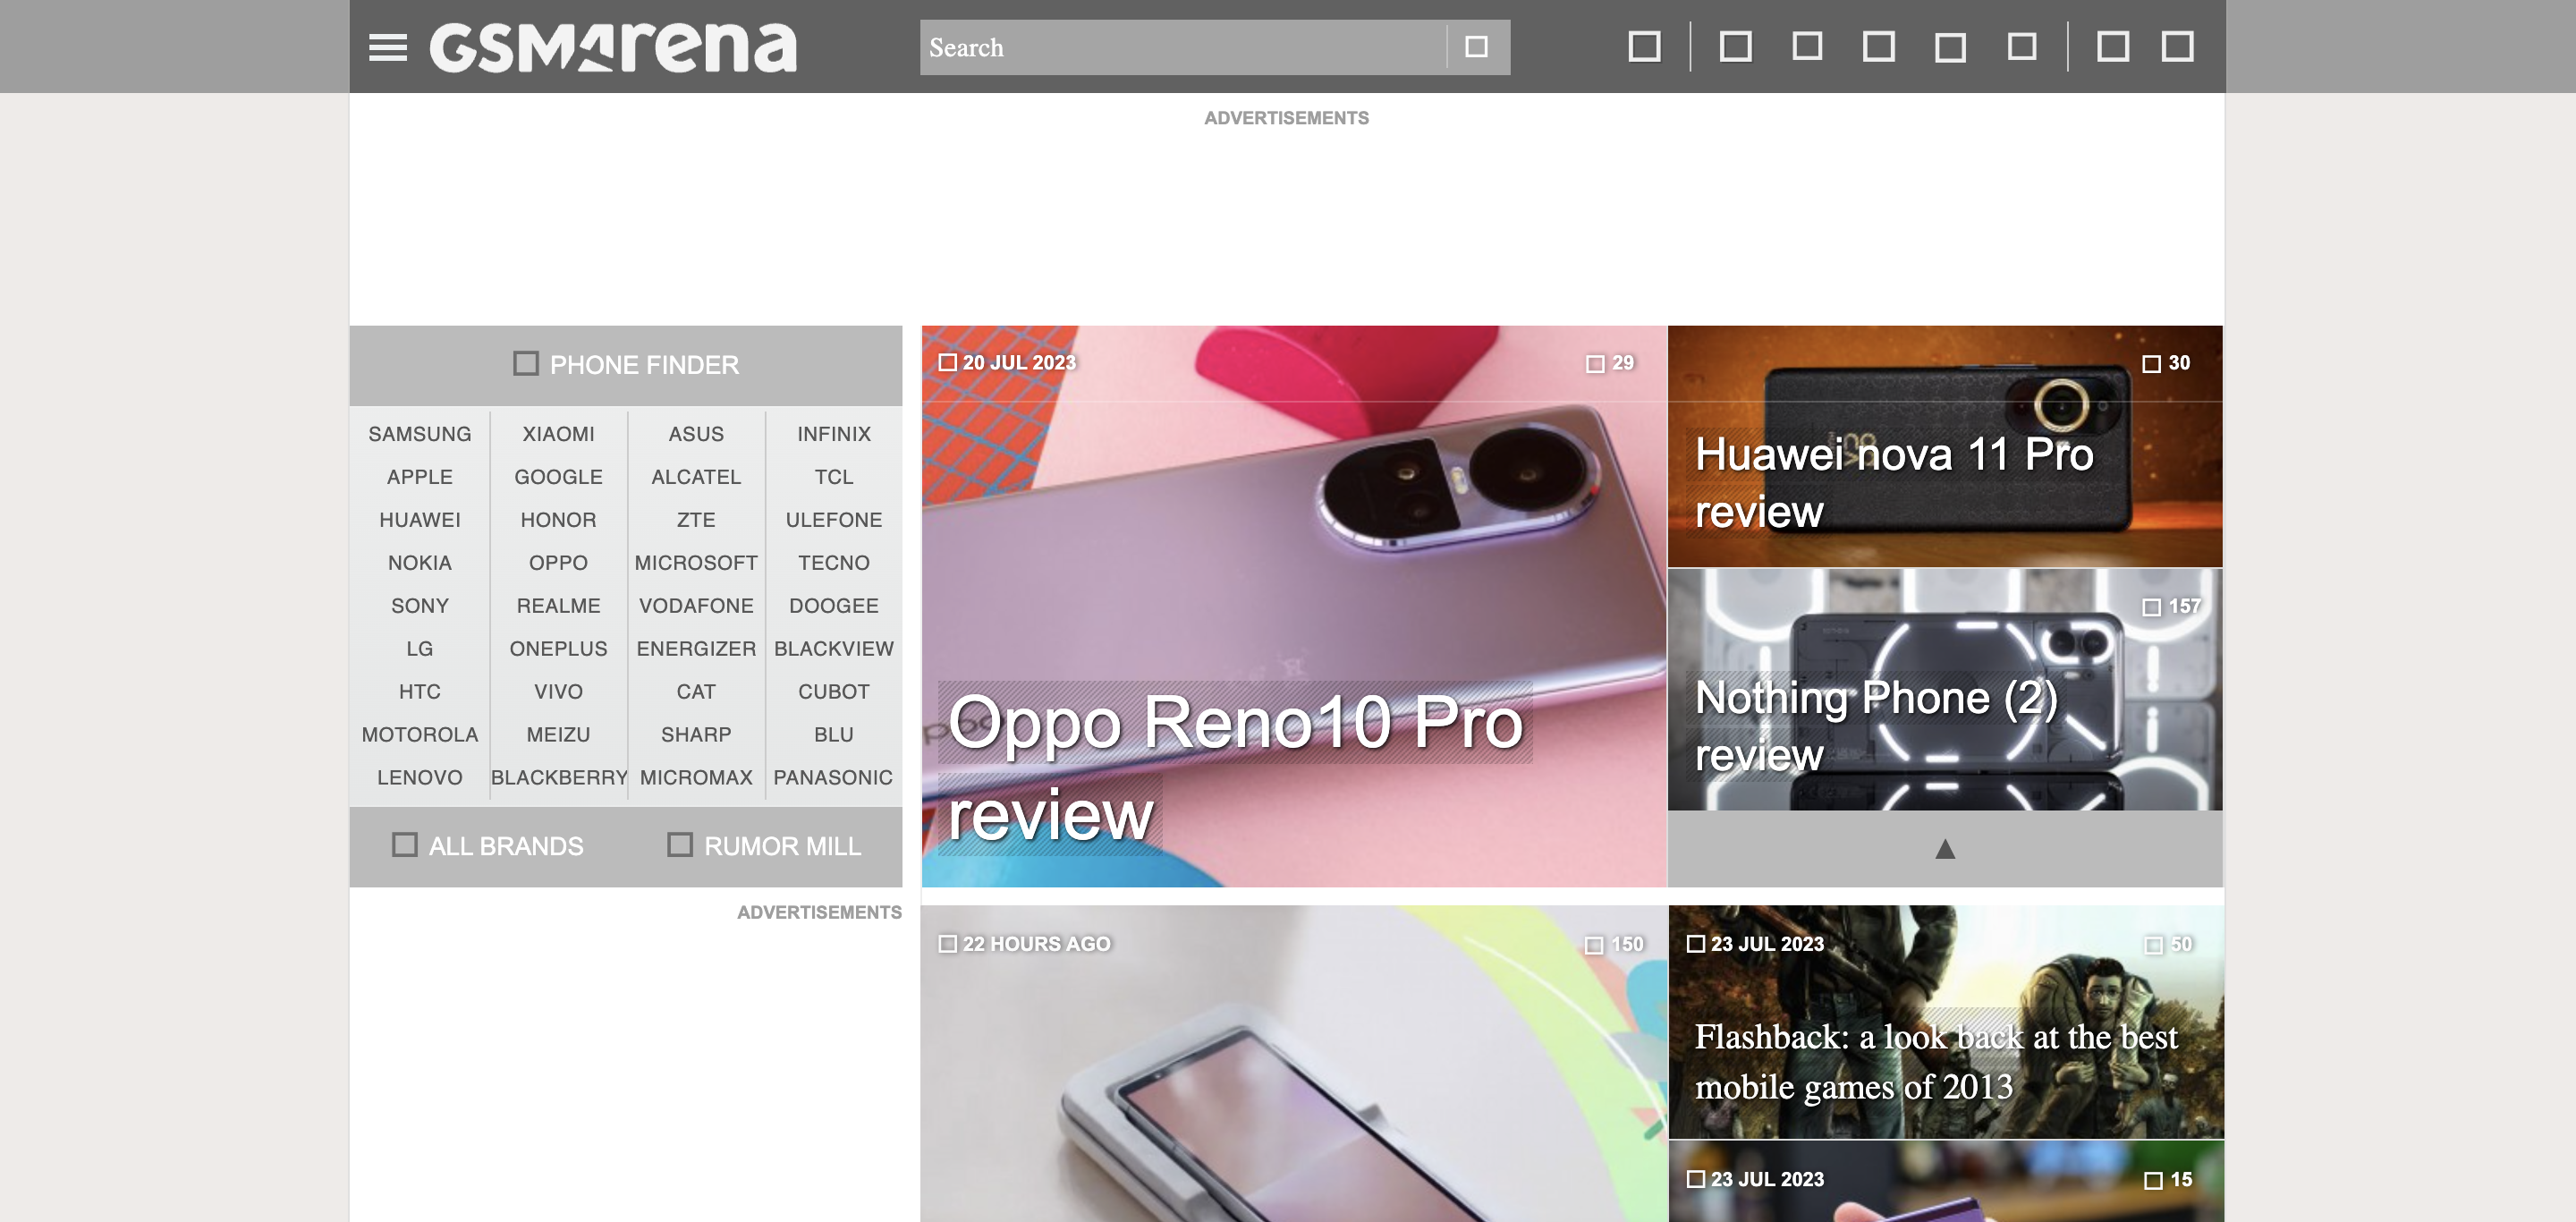 GSMArena
Search
ADVERTISEMENTS
PHONE FINDER
SAMSUNG XIAOMI ASUS INFINIX
APPLE GOOGLE ALCATEL TCL
HUAWEI HONOR ZTE ULEFONE
NOKIA OPPO MICROSOFT TECNO
SONY REALME VODAFONE DOOGEE
LG ONEPLUS ENERGIZER BLACKVIEW
HTC VIVO CAT CUBOT
MOTOROLA MEIZU SHARP BLU
LENOVO BLACKBERRY MICROMAX PANASONIC
ALL BRANDS RUMOR MILL
ADVERTISEMENTS
20 JUL 2023 29
Oppo Reno10 Pro
review
30
Huawei nova 11 Pro
review
157
Nothing Phone (2)
review
22 HOURS AGO 150
23 JUL 2023 50
Flashback: a look back at the best
mobile games of 2013
23 JUL 2023 15